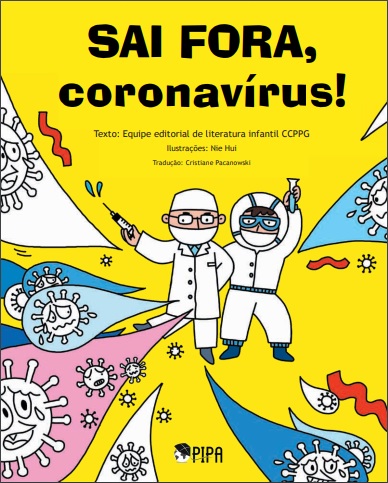 SAI FORA,
coronavírus!
Texto: Equipe editorial de literatura infantil CCPPG
Ilustrações: Nie Hui
Tradução: Cristiane Pacanowski
PIPA